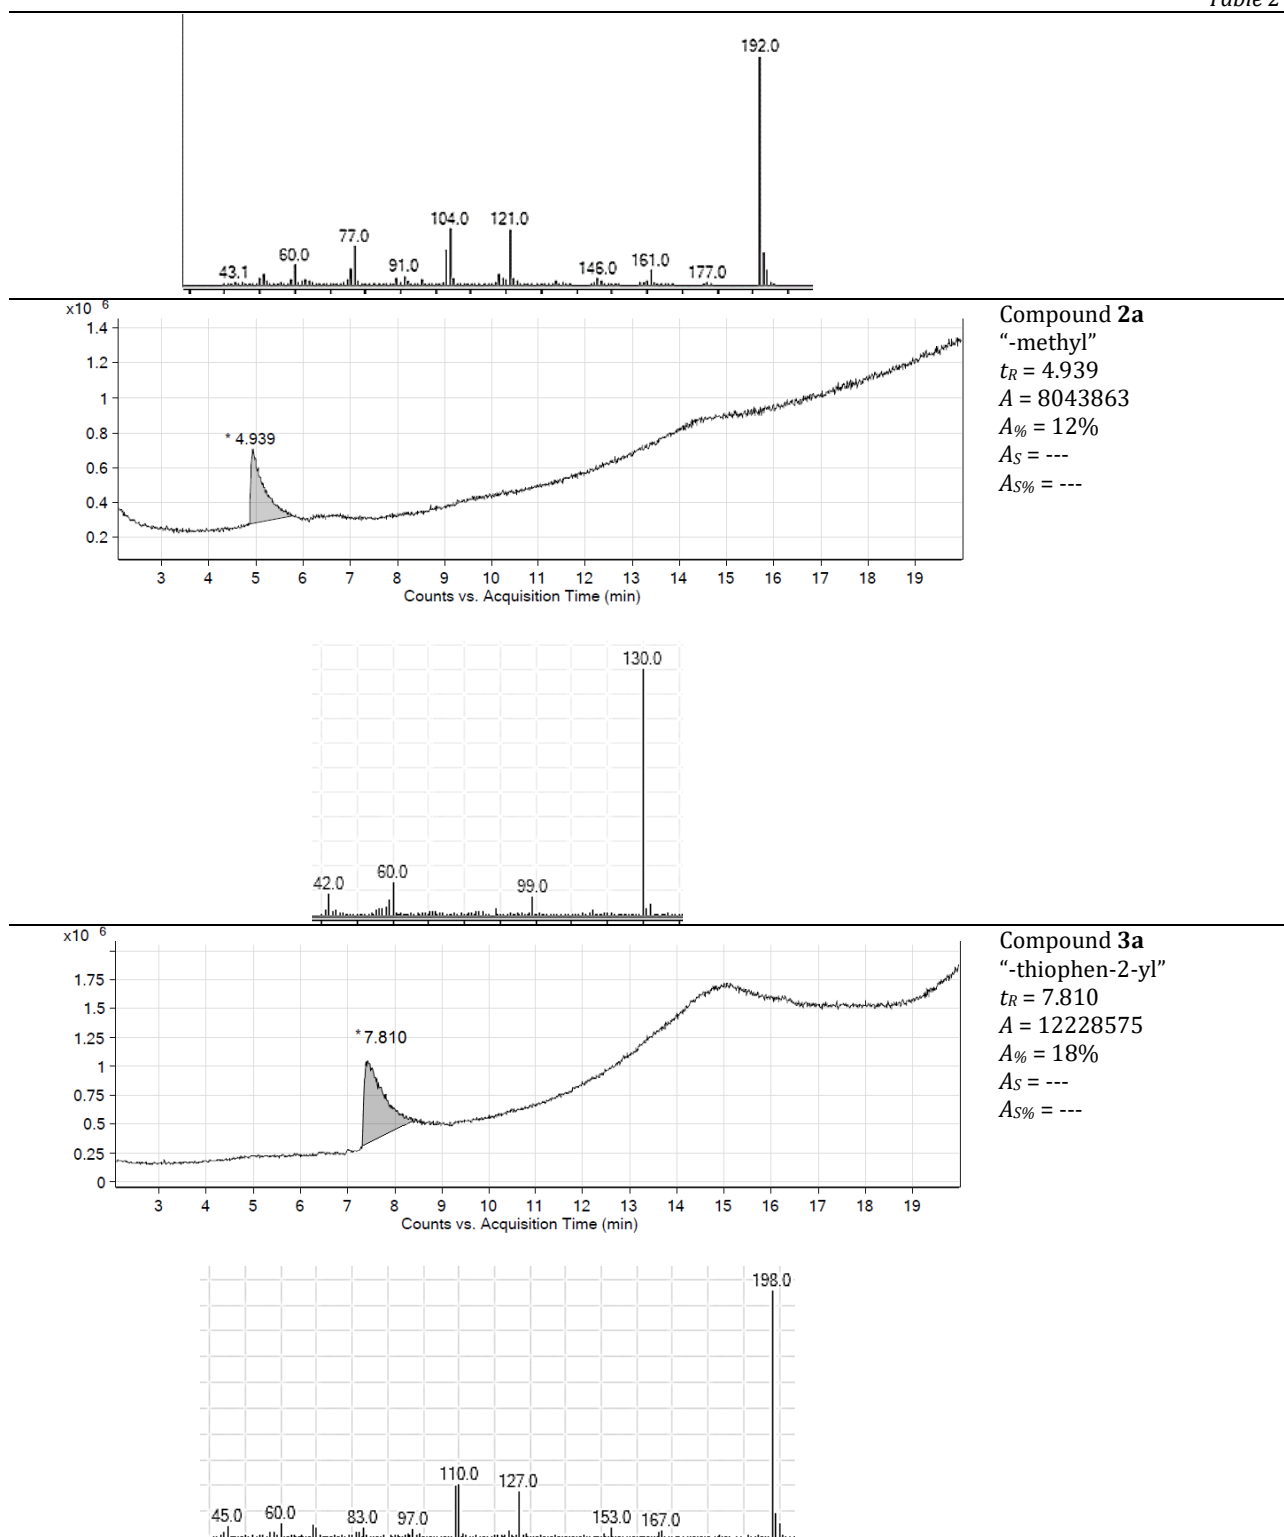 Table 2
192.0
104.0 121.0
77.0
60.0 91.0 161.0
43.1 146.0 177.0
x10 6
1.4
1.2
1
0.8
0.6
0.4
0.2
* 4.939
3 4 5 6 7 8 9 10 11 12 13 14 15 16 17 18 19
Counts vs. Acquisition Time (min)
Compound 2a
“-methyl”
tR = 4.939
A = 8043863
A% = 12%
AS = ---
AS% = ---
130.0
42.0 60.0 99.0
x10 6
1.75
1.5
1.25
1
0.75
0.5
0.25
0
* 7.810
3 4 5 6 7 8 9 10 11 12 13 14 15 16 17 18 19
Counts vs. Acquisition Time (min)
Compound 3a
“-thiophen-2-yl”
tR = 7.810
A = 12228575
A% = 18%
AS = ---
AS% = ---
198.0
110.0 127.0
45.0 60.0 83.0 97.0 153.0 167.0